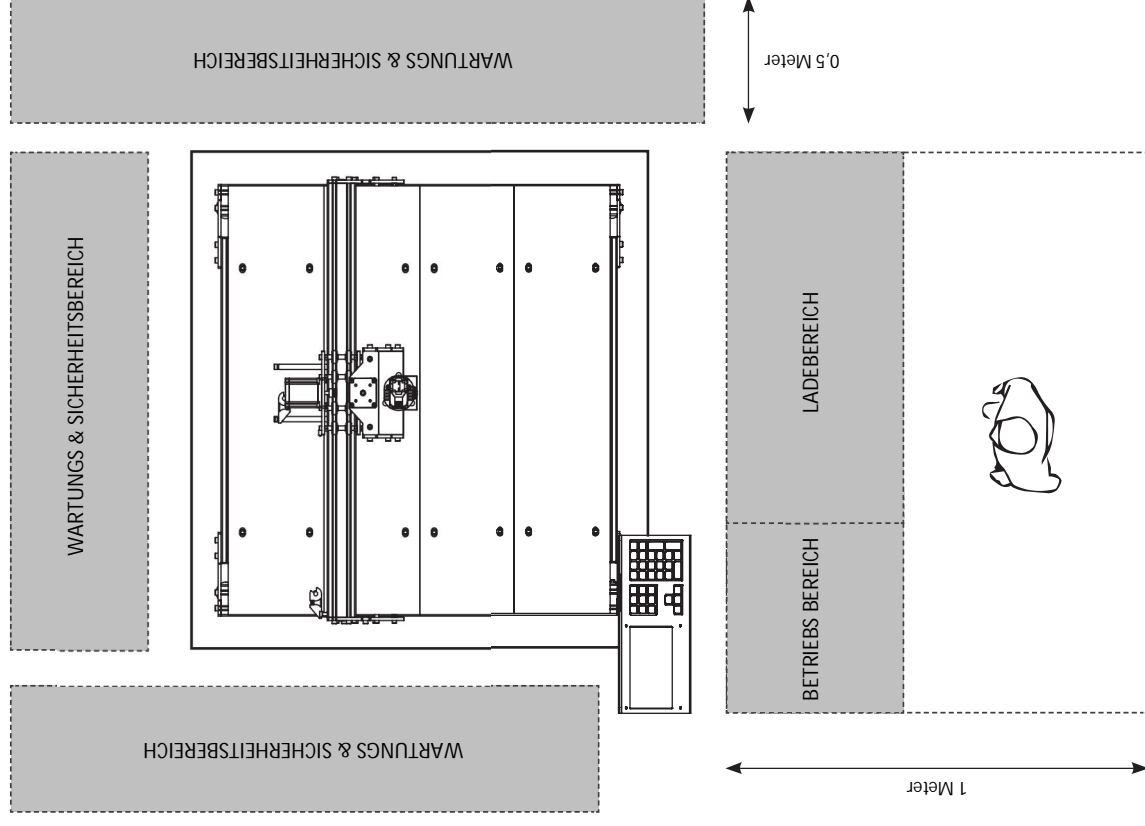 WARTUNGS & SICHERHEITSBEREICH
0,5 Meter
WARTUNGS & SICHERHEITSBEREICH
LADEBEREICH
BETRIEBS BEREICH
WARTUNGS & SICHERHEITSBEREICH
1 Meter